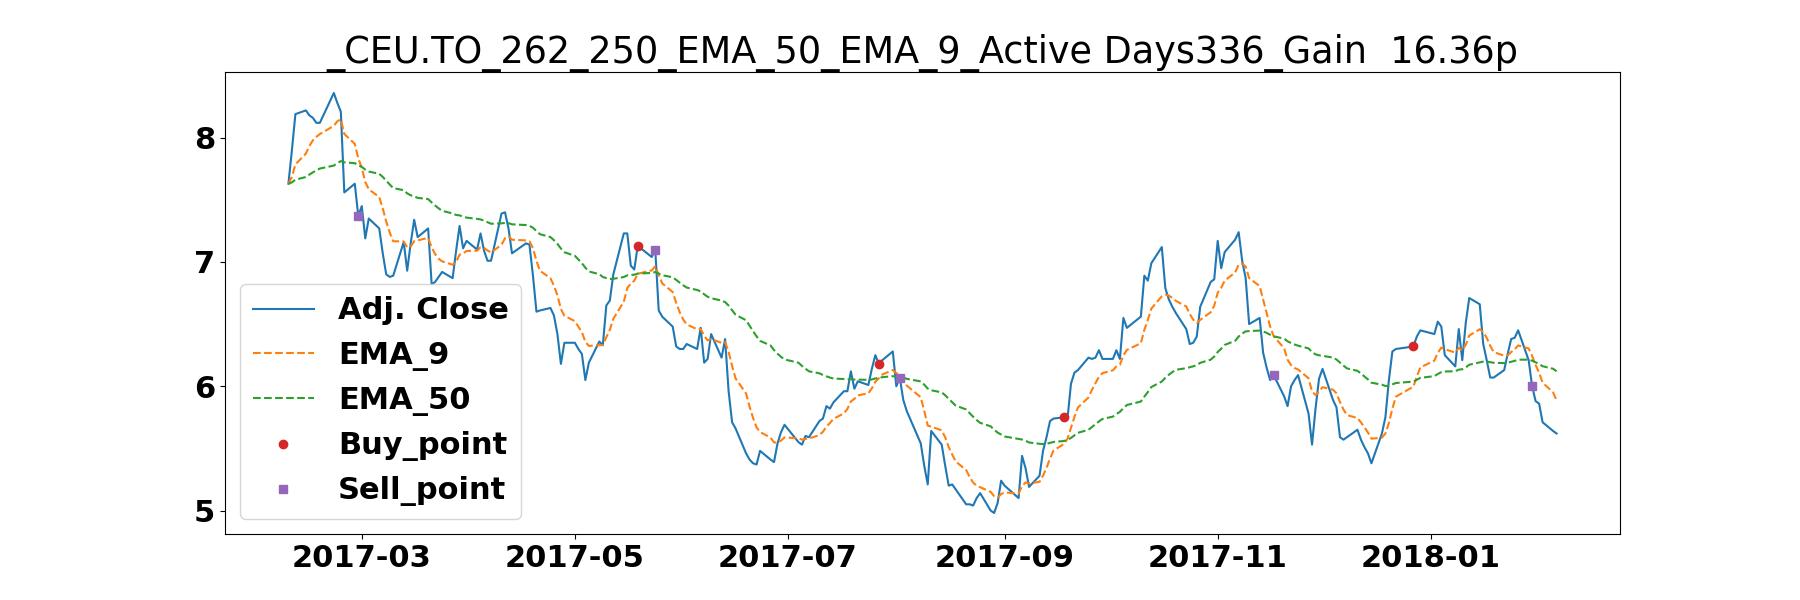 _CEU.TO_262_250_EMA_50_EMA_9_Active Days336_Gain  16.36p
8
7
6
5
Adj. Close
EMA_9
EMA_50
Buy_point
Sell_point
2017-03 2017-05 2017-07 2017-09 2017-11 2018-01